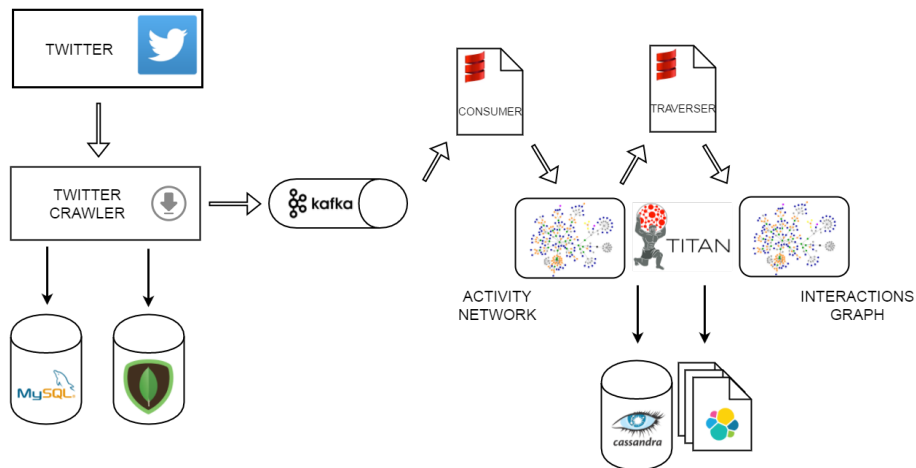 TWITTER
TWITTER
CRAWLER
kafka
CONSUMER
TRAVERSER
TITAN
ACTIVITY
NETWORK
INTERACTIONS
GRAPH
MySQL
cassandra